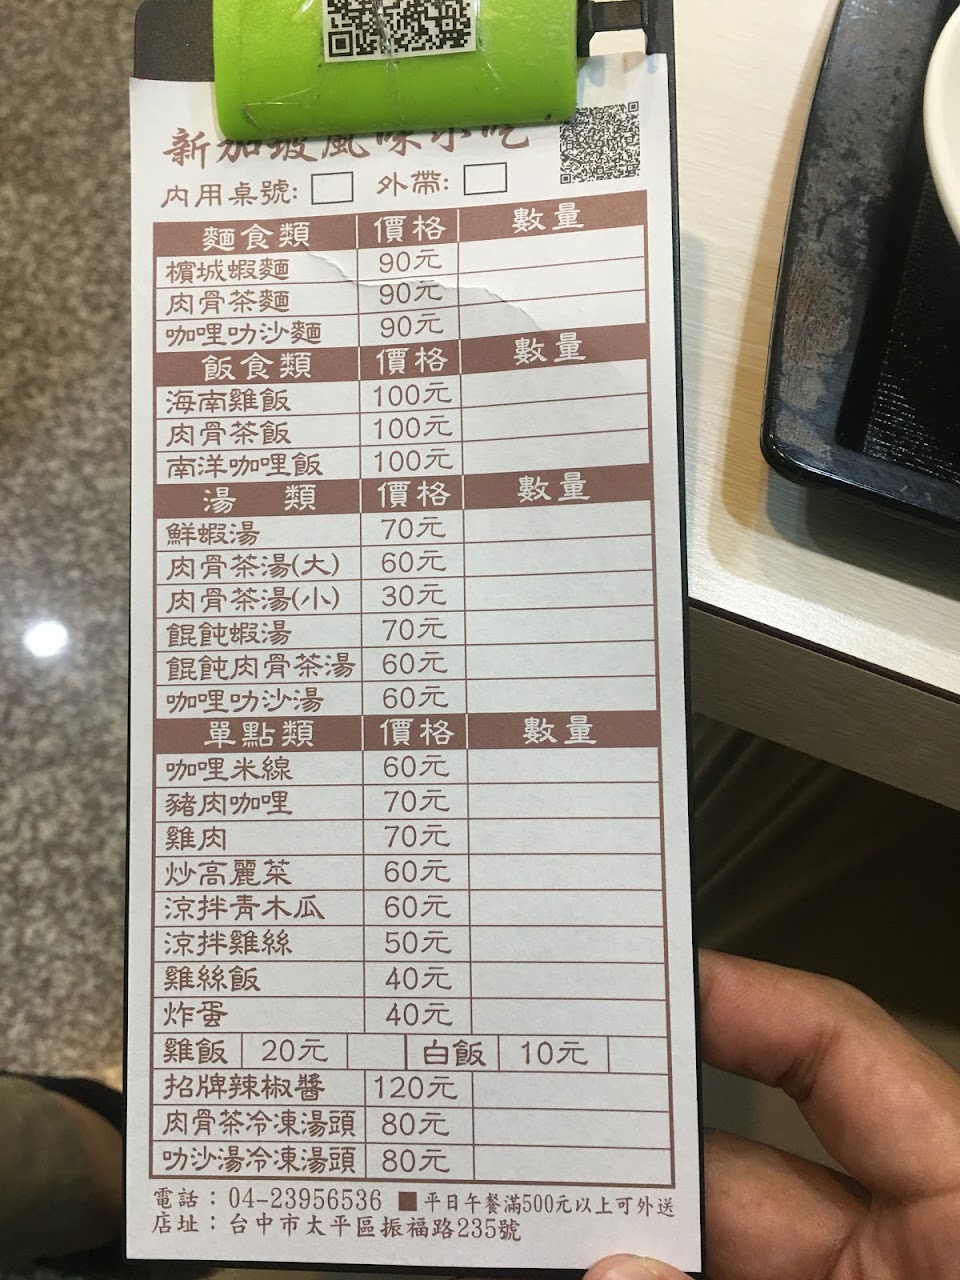 新加坡風味小吃
內用桌號: 外帶:
麵食類 價格 數量
檳城蝦麵 90元
肉骨茶麵 90元
咖哩叻沙麵 90元
飯食類 價格 數量
海南雞飯 100元
肉骨茶飯 100元
南洋咖哩飯 100元
湯 類 價格 數量
鮮蝦湯 70元
肉骨茶湯(大) 60元
肉骨茶湯(小) 30元
餛飩蝦湯 70元
餛飩肉骨茶湯 60元
咖哩叻沙湯 60元
單點類 價格 數量
咖哩米線 60元
豬肉咖哩 70元
雞肉 70元
炒高麗菜 60元
涼拌青木瓜 60元
涼拌雞絲 50元
雞絲飯 40元
炸蛋 40元
雞飯 20元 白飯 10元
招牌辣椒醬 120元
肉骨茶冷凍湯頭 80元
叻沙湯冷凍湯頭 80元
電話：04-23956536 ■平日午餐滿500元以上可外送
店址：台中市太平區振福路235號